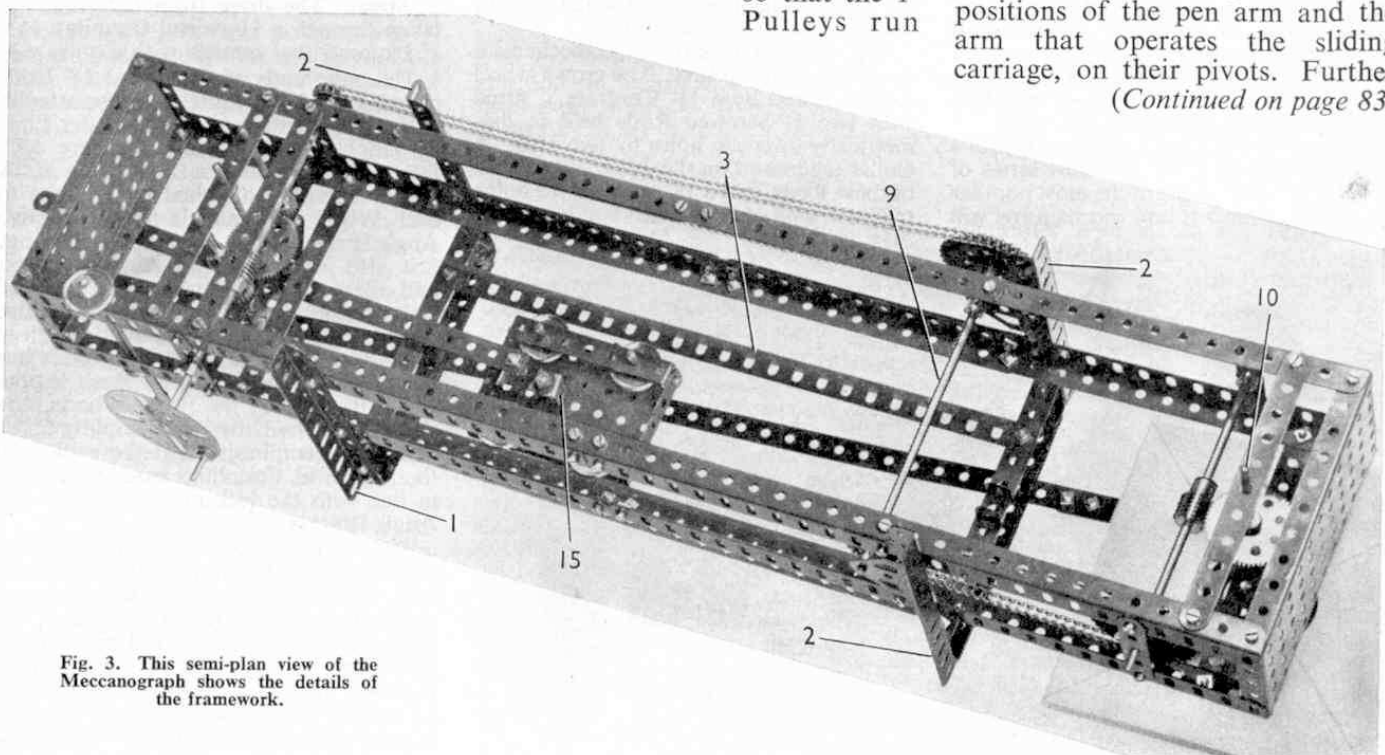 so that the 1"
Pulleys run
positions of the pen arm and th
arm that operates the sliding
carriage, on their pivots. Furthe
(Continued on page 83
2
3
9
2
10
1
15
2
Fig. 3. This semi-plan view of the
Meccanograph shows the details of
the framework.